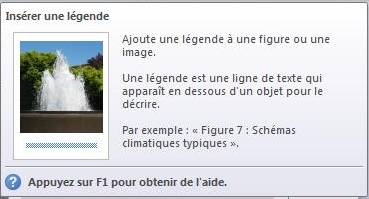 Insérer une légende
Ajoute une légende à une figure ou une
image.
Une légende est une ligne de texte qui
apparaît en dessous d'un objet pour le
décrire.
Par exemple : « Figure 7 : Schémas
climatiques typiques ».
Appuyez sur F1 pour obtenir de l'aide.